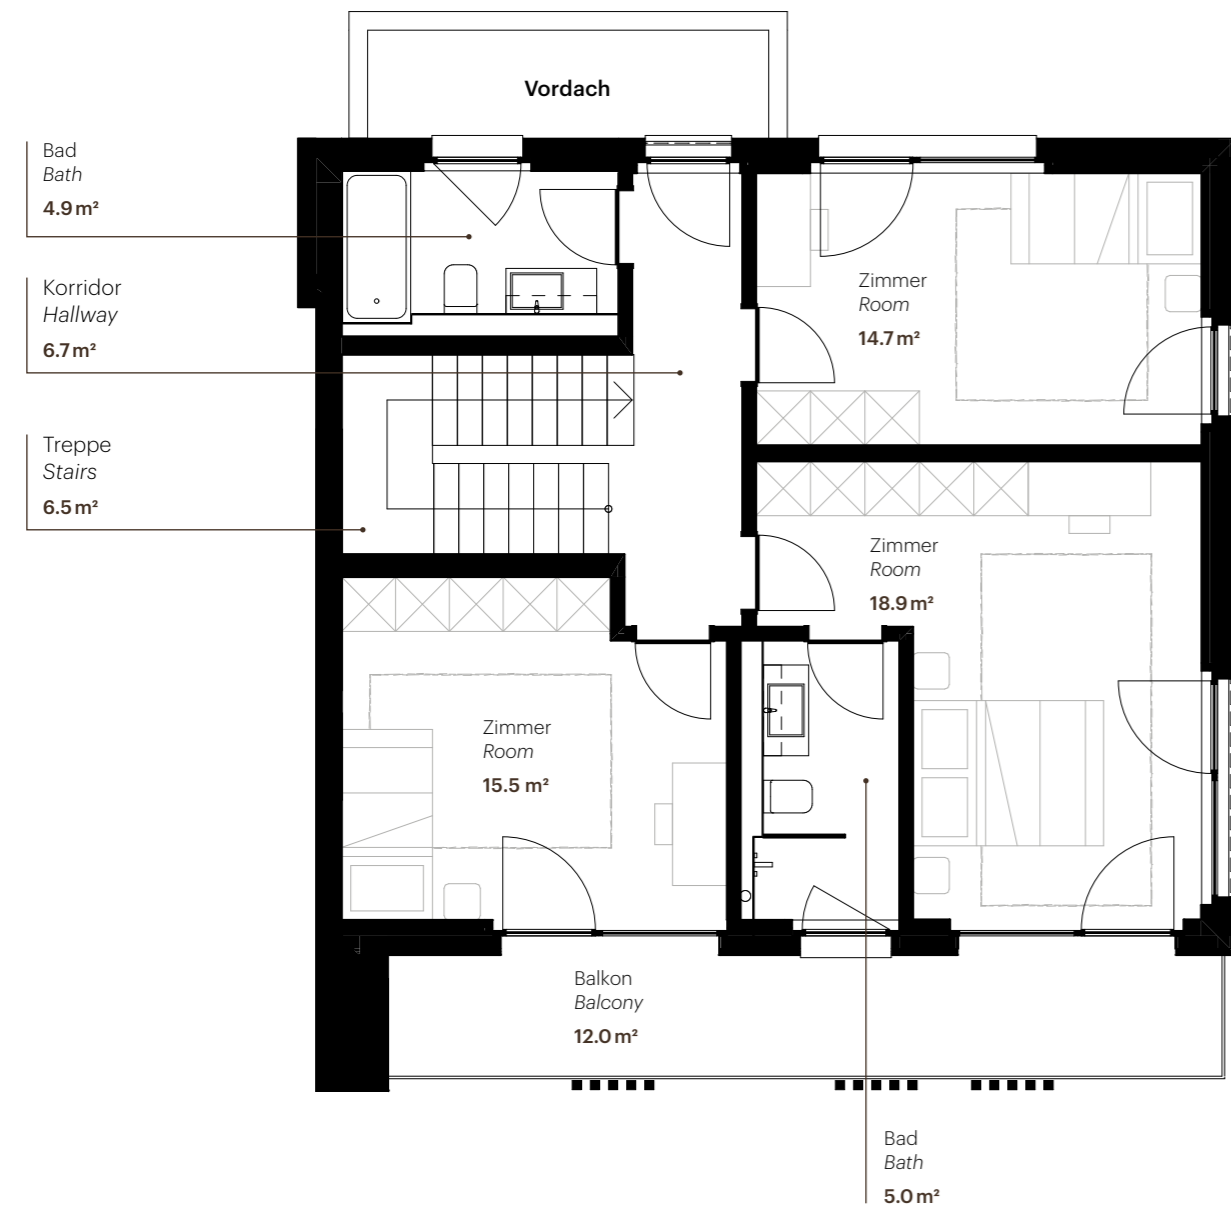 Vordach
Bad
Bath
4.9 m²
Korridor
Hallway
6.7 m²
Treppe
Stairs
6.5 m²
Zimmer
Room
14.7 m²
Zimmer
Room
18.9 m²
Zimmer
Room
15.5 m²
Balkon
Balcony
12.0 m²
Bad
Bath
5.0 m²